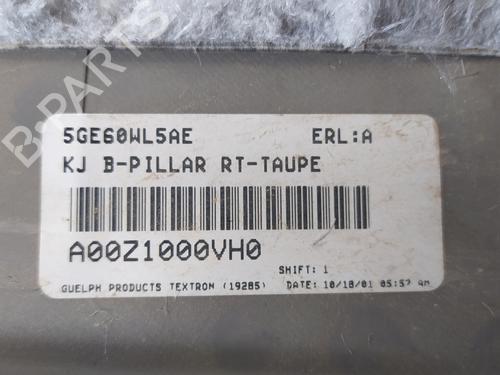 5GE60WL5AE ERL:A
KJ B-PILLAR RT-TAUPE
A00Z1000VH0
SHIFT: 1
GUELPH PRODUCTS TEXTRON (19285) DATE: 10/18/01 05:57 AM
B-PARTS